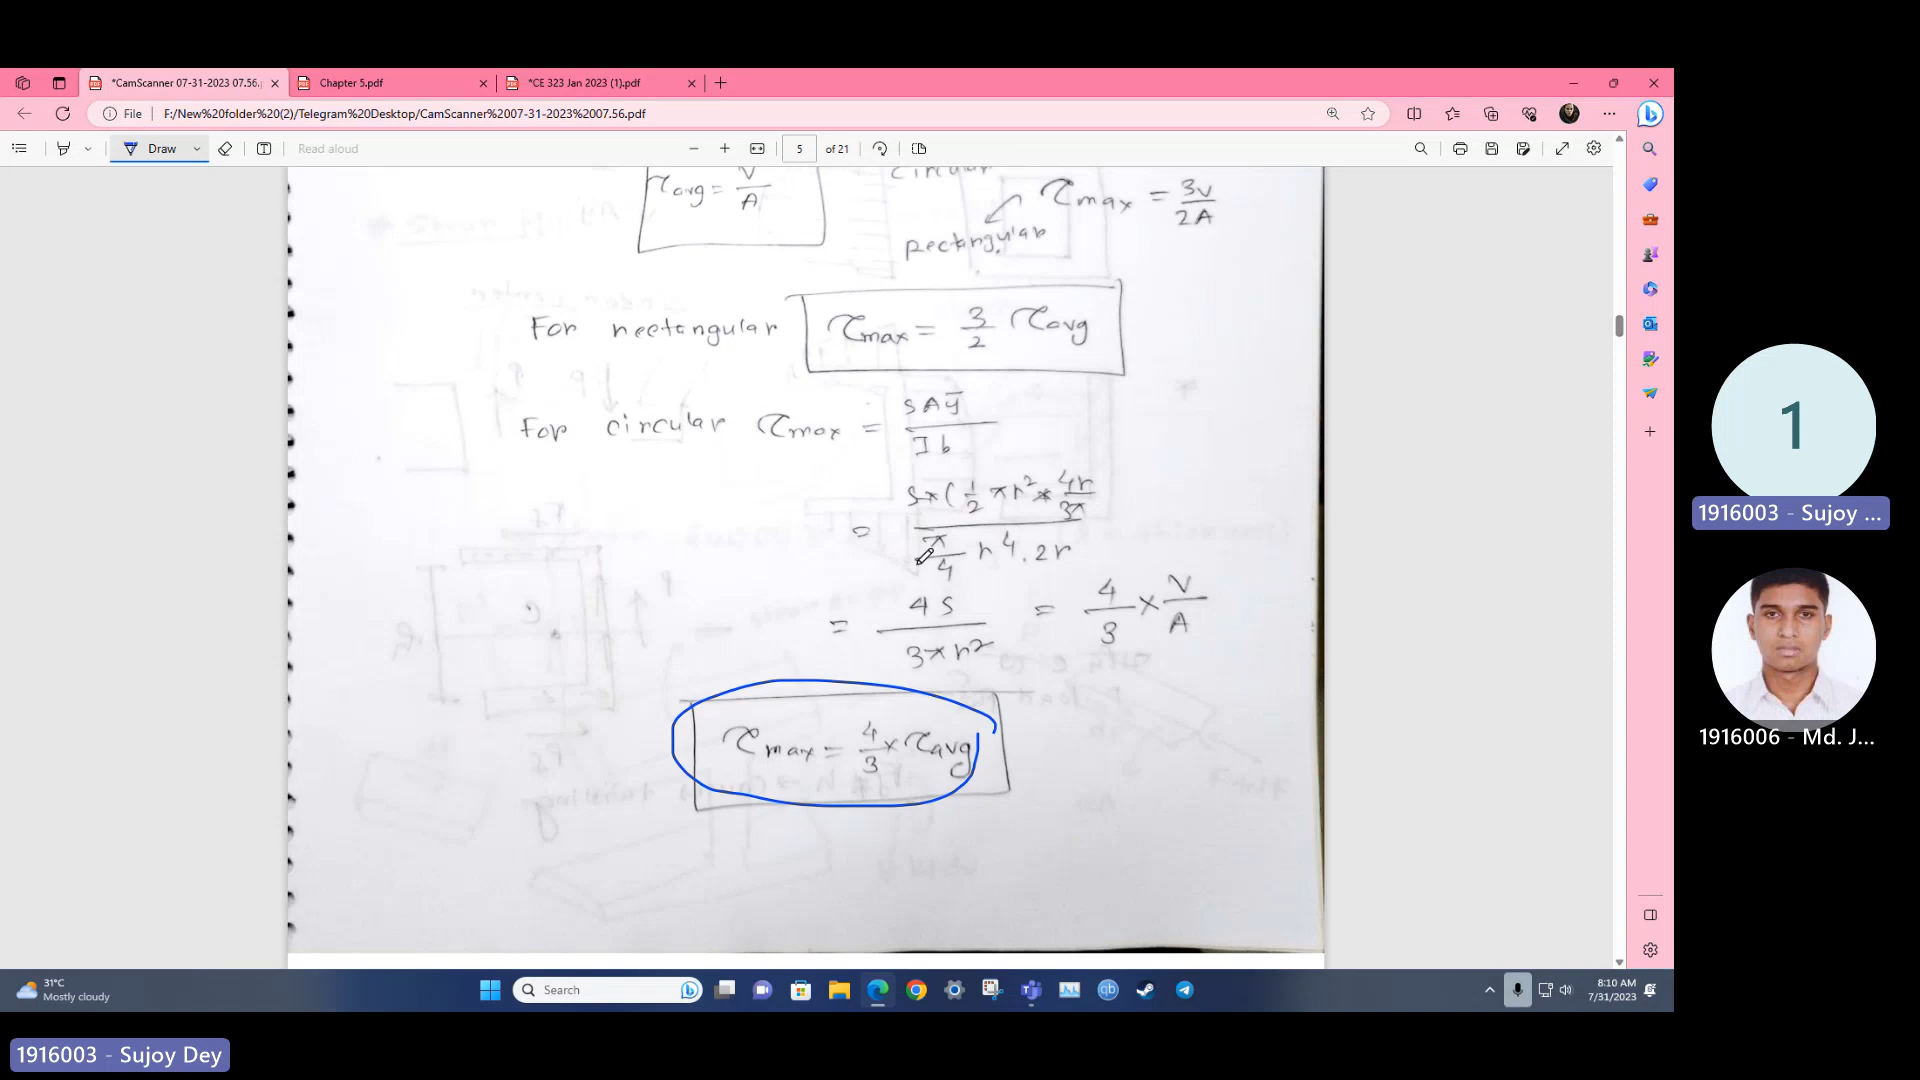 *CamScanner 07-31-2023 07.56.p
Chapter 5.pdf
*CE 323 Jan 2023 (1).pdf
File
F:/New%20folder%20(2)/Telegram%20Desktop/CamScanner%2007-31-2023%2007.56.pdf
Draw
Read aloud
5 of 21
τavg = V/A
circular
τmax = 3V/2A
rectangular
For rectangular τmax = 3/2 τavg
For circular τmax = SAȳ / Ib
= S*(1/2 πr² * 4r/3π / π/4 r4.2r
= 4S / 3πr² = 4/3 × V/A
τmax = 4/3 × τavg
1
1916003 - Sujoy ...
1916006 - Md. J...
31°C
Mostly cloudy
Search
8:10 AM
7/31/2023
1916003 - Sujoy Dey